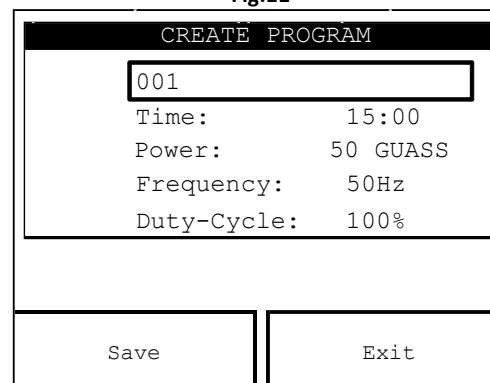 CREATE PROGRAM
001
Time: 15:00
Power: 50 GUASS
Frequency: 50Hz
Duty-Cycle: 100%
Save Exit